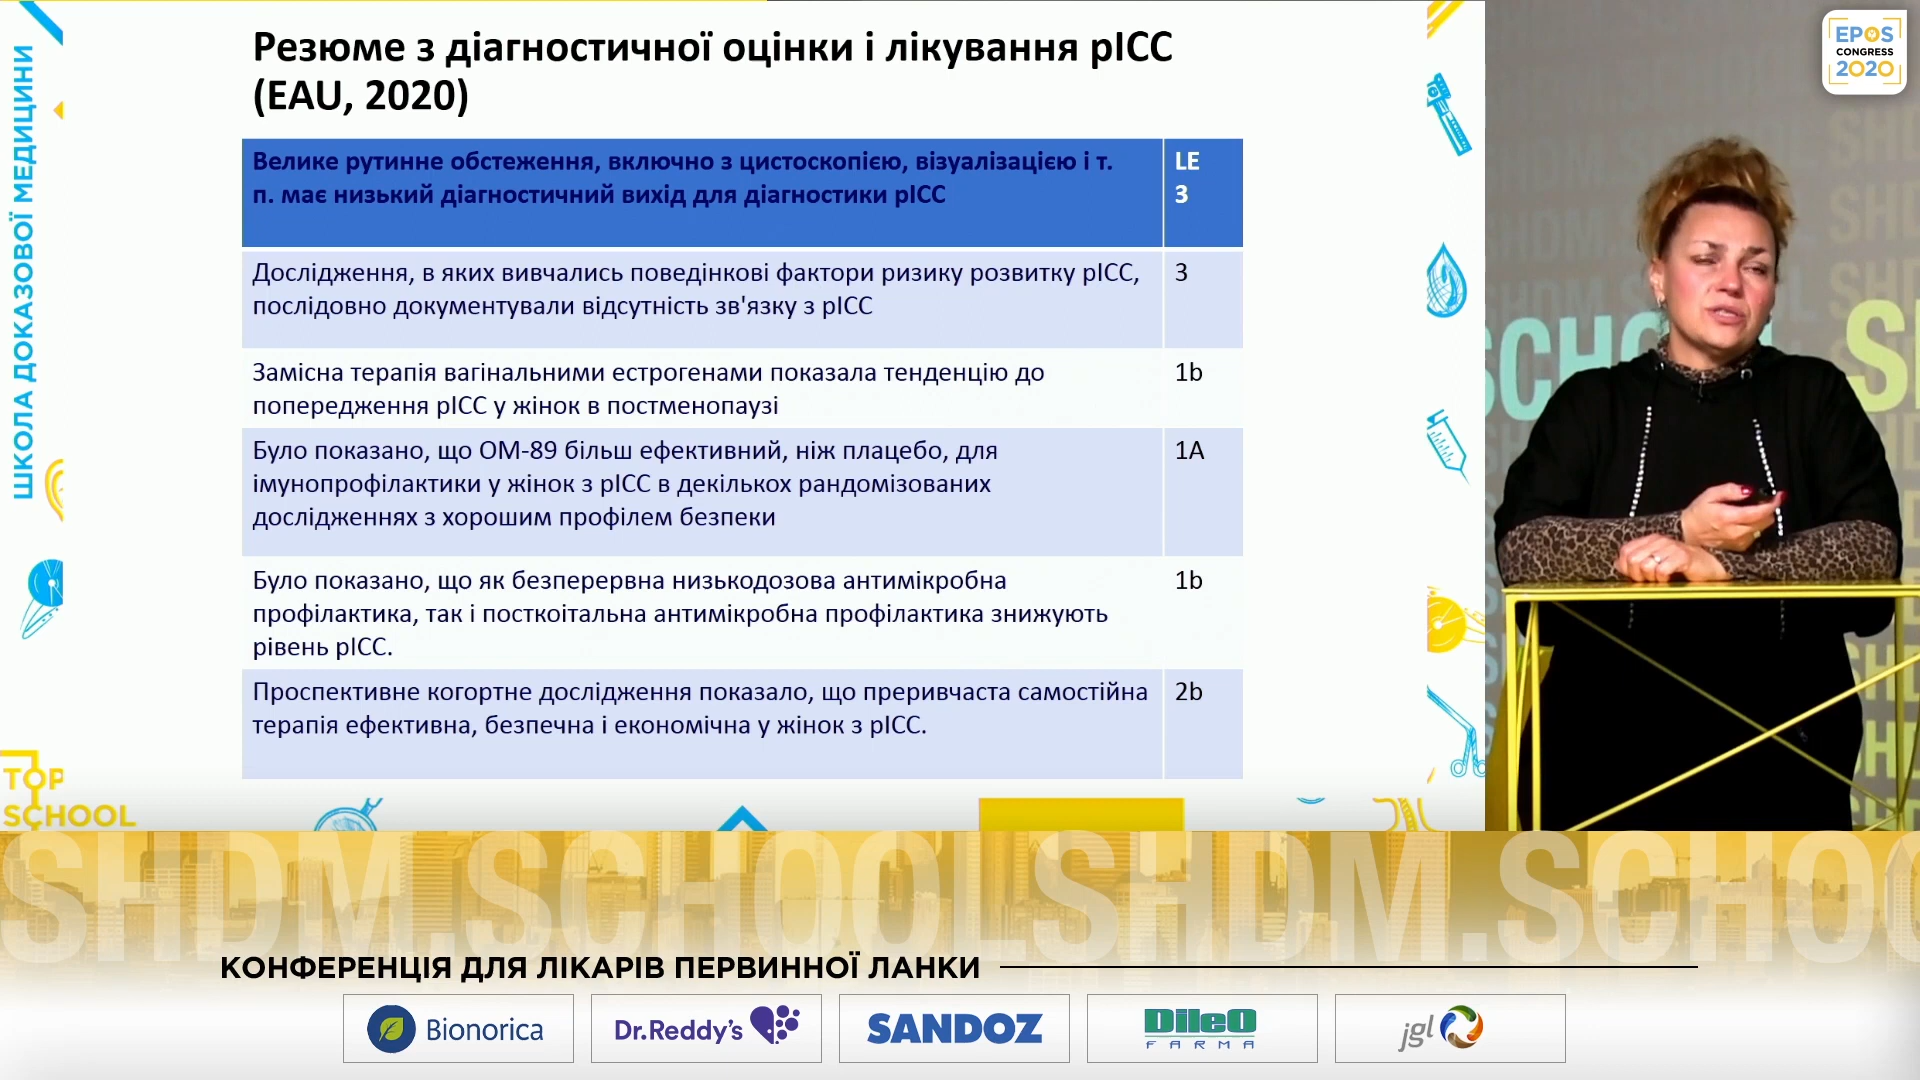 Резюме з діагностичної оцінки і лікування рІСС
(EAU, 2020)
Велике рутинне обстеження, включно з цистоскопією, візуалізацією і т.
п. має низький діагностичний вихід для діагностики рІСС
LE
3
Дослідження, в яких вивчались поведінкові фактори ризику розвитку рІСС,
послідовно документували відсутність зв'язку з рІСС
3
Замісна терапія вагінальними естрогенами показала тенденцію до
попередження рІСС у жінок в постменопаузі
1b
Було показано, що ОМ-89 більш ефективний, ніж плацебо, для
імунопрофілактики у жінок з рІСС в декількох рандомізованих
дослідженнях з хорошим профілем безпеки
1A
Було показано, що як безперервна низькодозова антимікробна
профілактика, так і посткоітальна антимікробна профілактика знижують
рівень рІСС.
1b
Проспективне когортне дослідження показало, що преривчаста самостійна
терапія ефективна, безпечна і економічна у жінок з рІСС.
2b
ШКОЛА ДОКАЗОВОЇ МЕДИЦИНИ
TOP
SCHOOL
EPOS
CONGRESS
2020
SHDM.SCHOOLSHDM.SCHOO
КОНФЕРЕНЦІЯ ДЛЯ ЛІКАРІВ ПЕРВИННОЇ ЛАНКИ
Bionorica
Dr.Reddy's
SANDOZ
DileO
FARMA
jgl